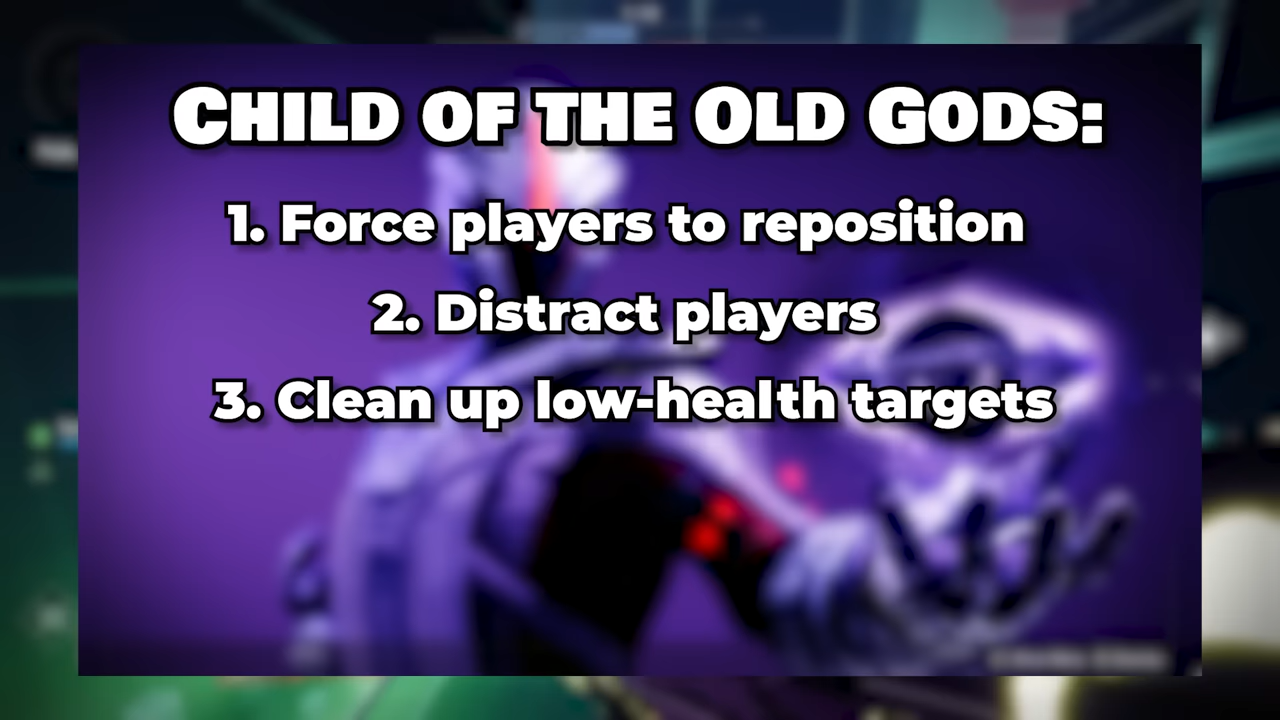 Child of the Old Gods:
1. Force players to reposition
2. Distract players
3. Clean up low-health targets